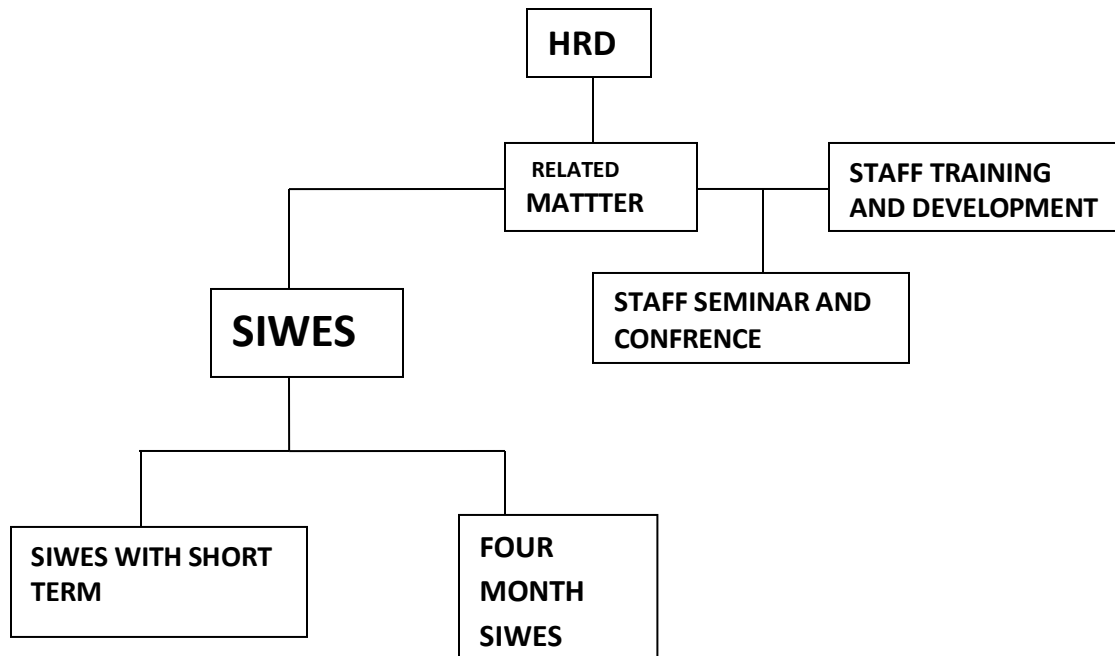 HRD
RELATED
MATTTER
STAFF TRAINING
AND DEVELOPMENT
STAFF SEMINAR AND
CONFRENCE
SIWES
SIWES WITH SHORT
TERM
FOUR
MONTH
SIWES